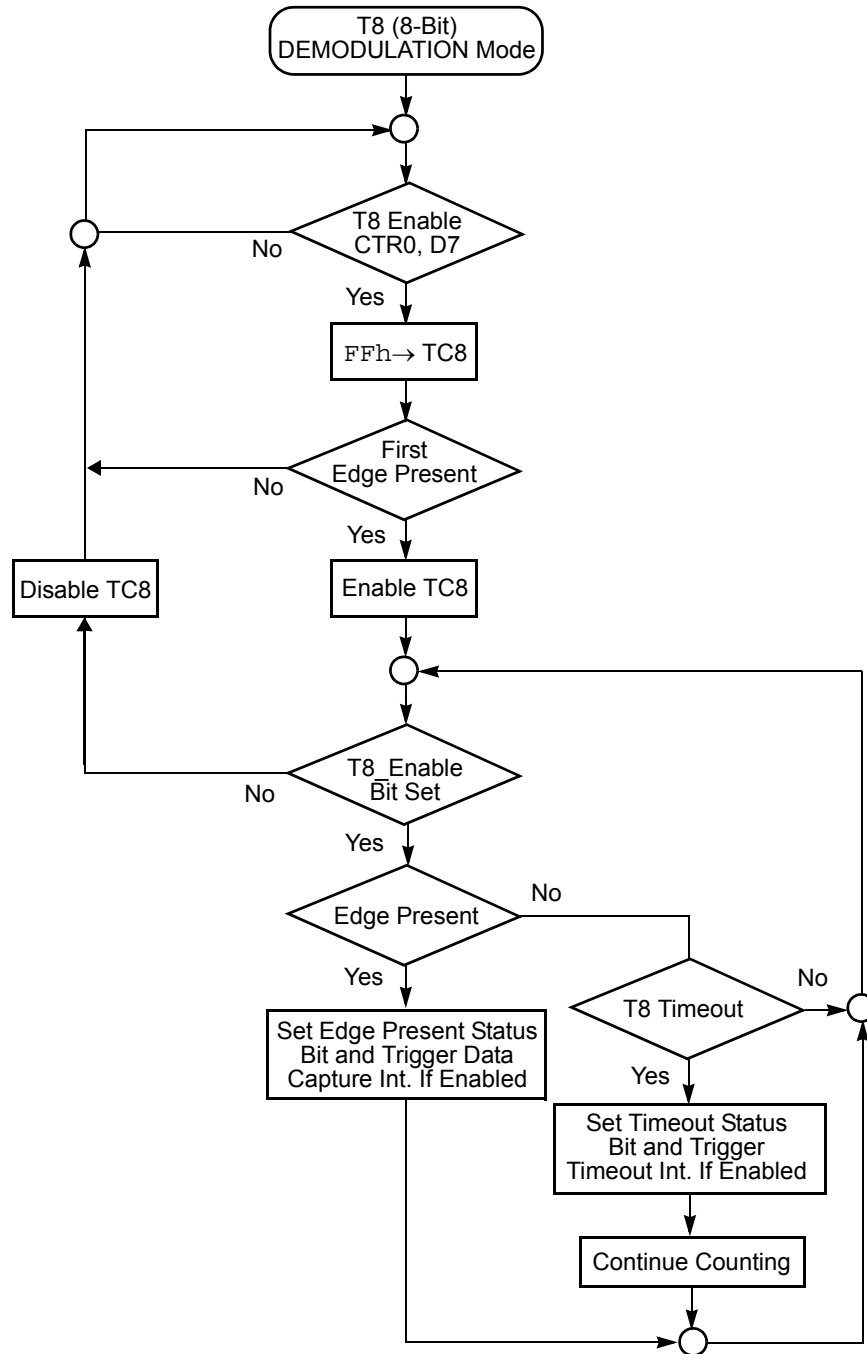 T8 (8-Bit)
DEMODULATION Mode
T8 Enable
CTR0, D7
No
Yes
FFh→ TC8
First
Edge Present
No
Yes
Disable TC8
Enable TC8
T8_Enable
Bit Set
No
Yes
Edge Present
No
Yes
T8 Timeout
No
Set Edge Present Status
Bit and Trigger Data
Capture Int. If Enabled
Yes
Set Timeout Status
Bit and Trigger
Timeout Int. If Enabled
Continue Counting